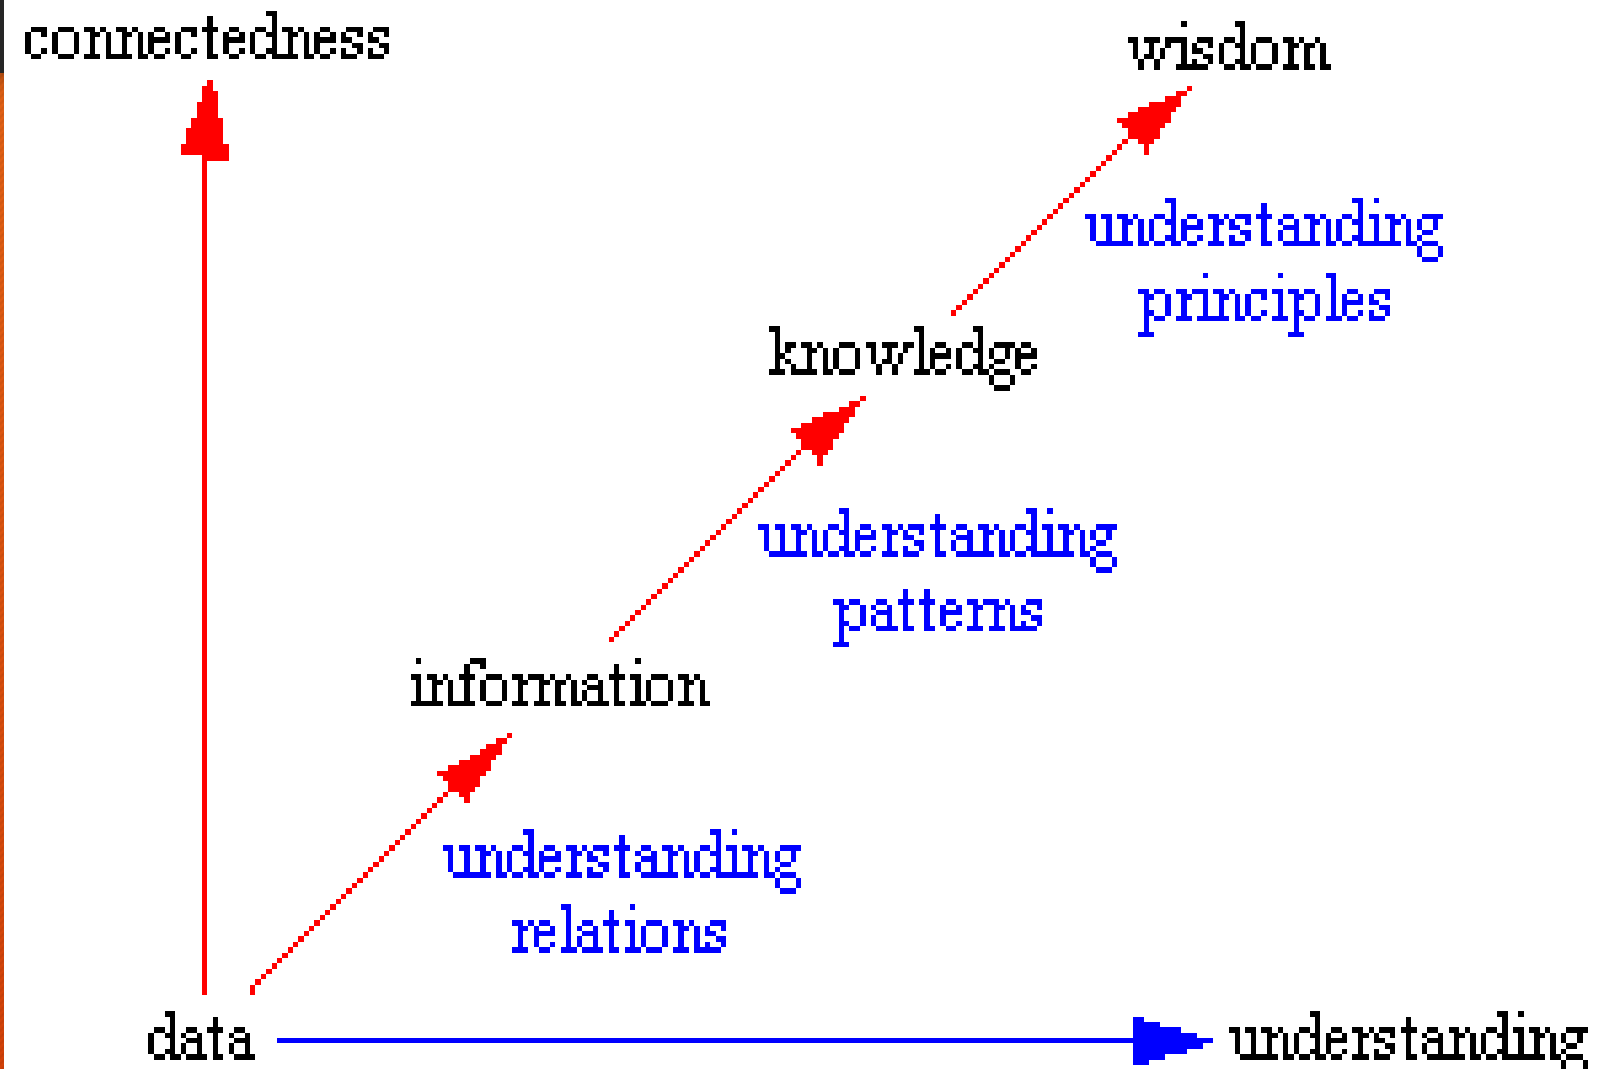 connectedness
wisdom
understanding
principles
knowledge
understanding
patterns
information
understanding
relations
data
understanding